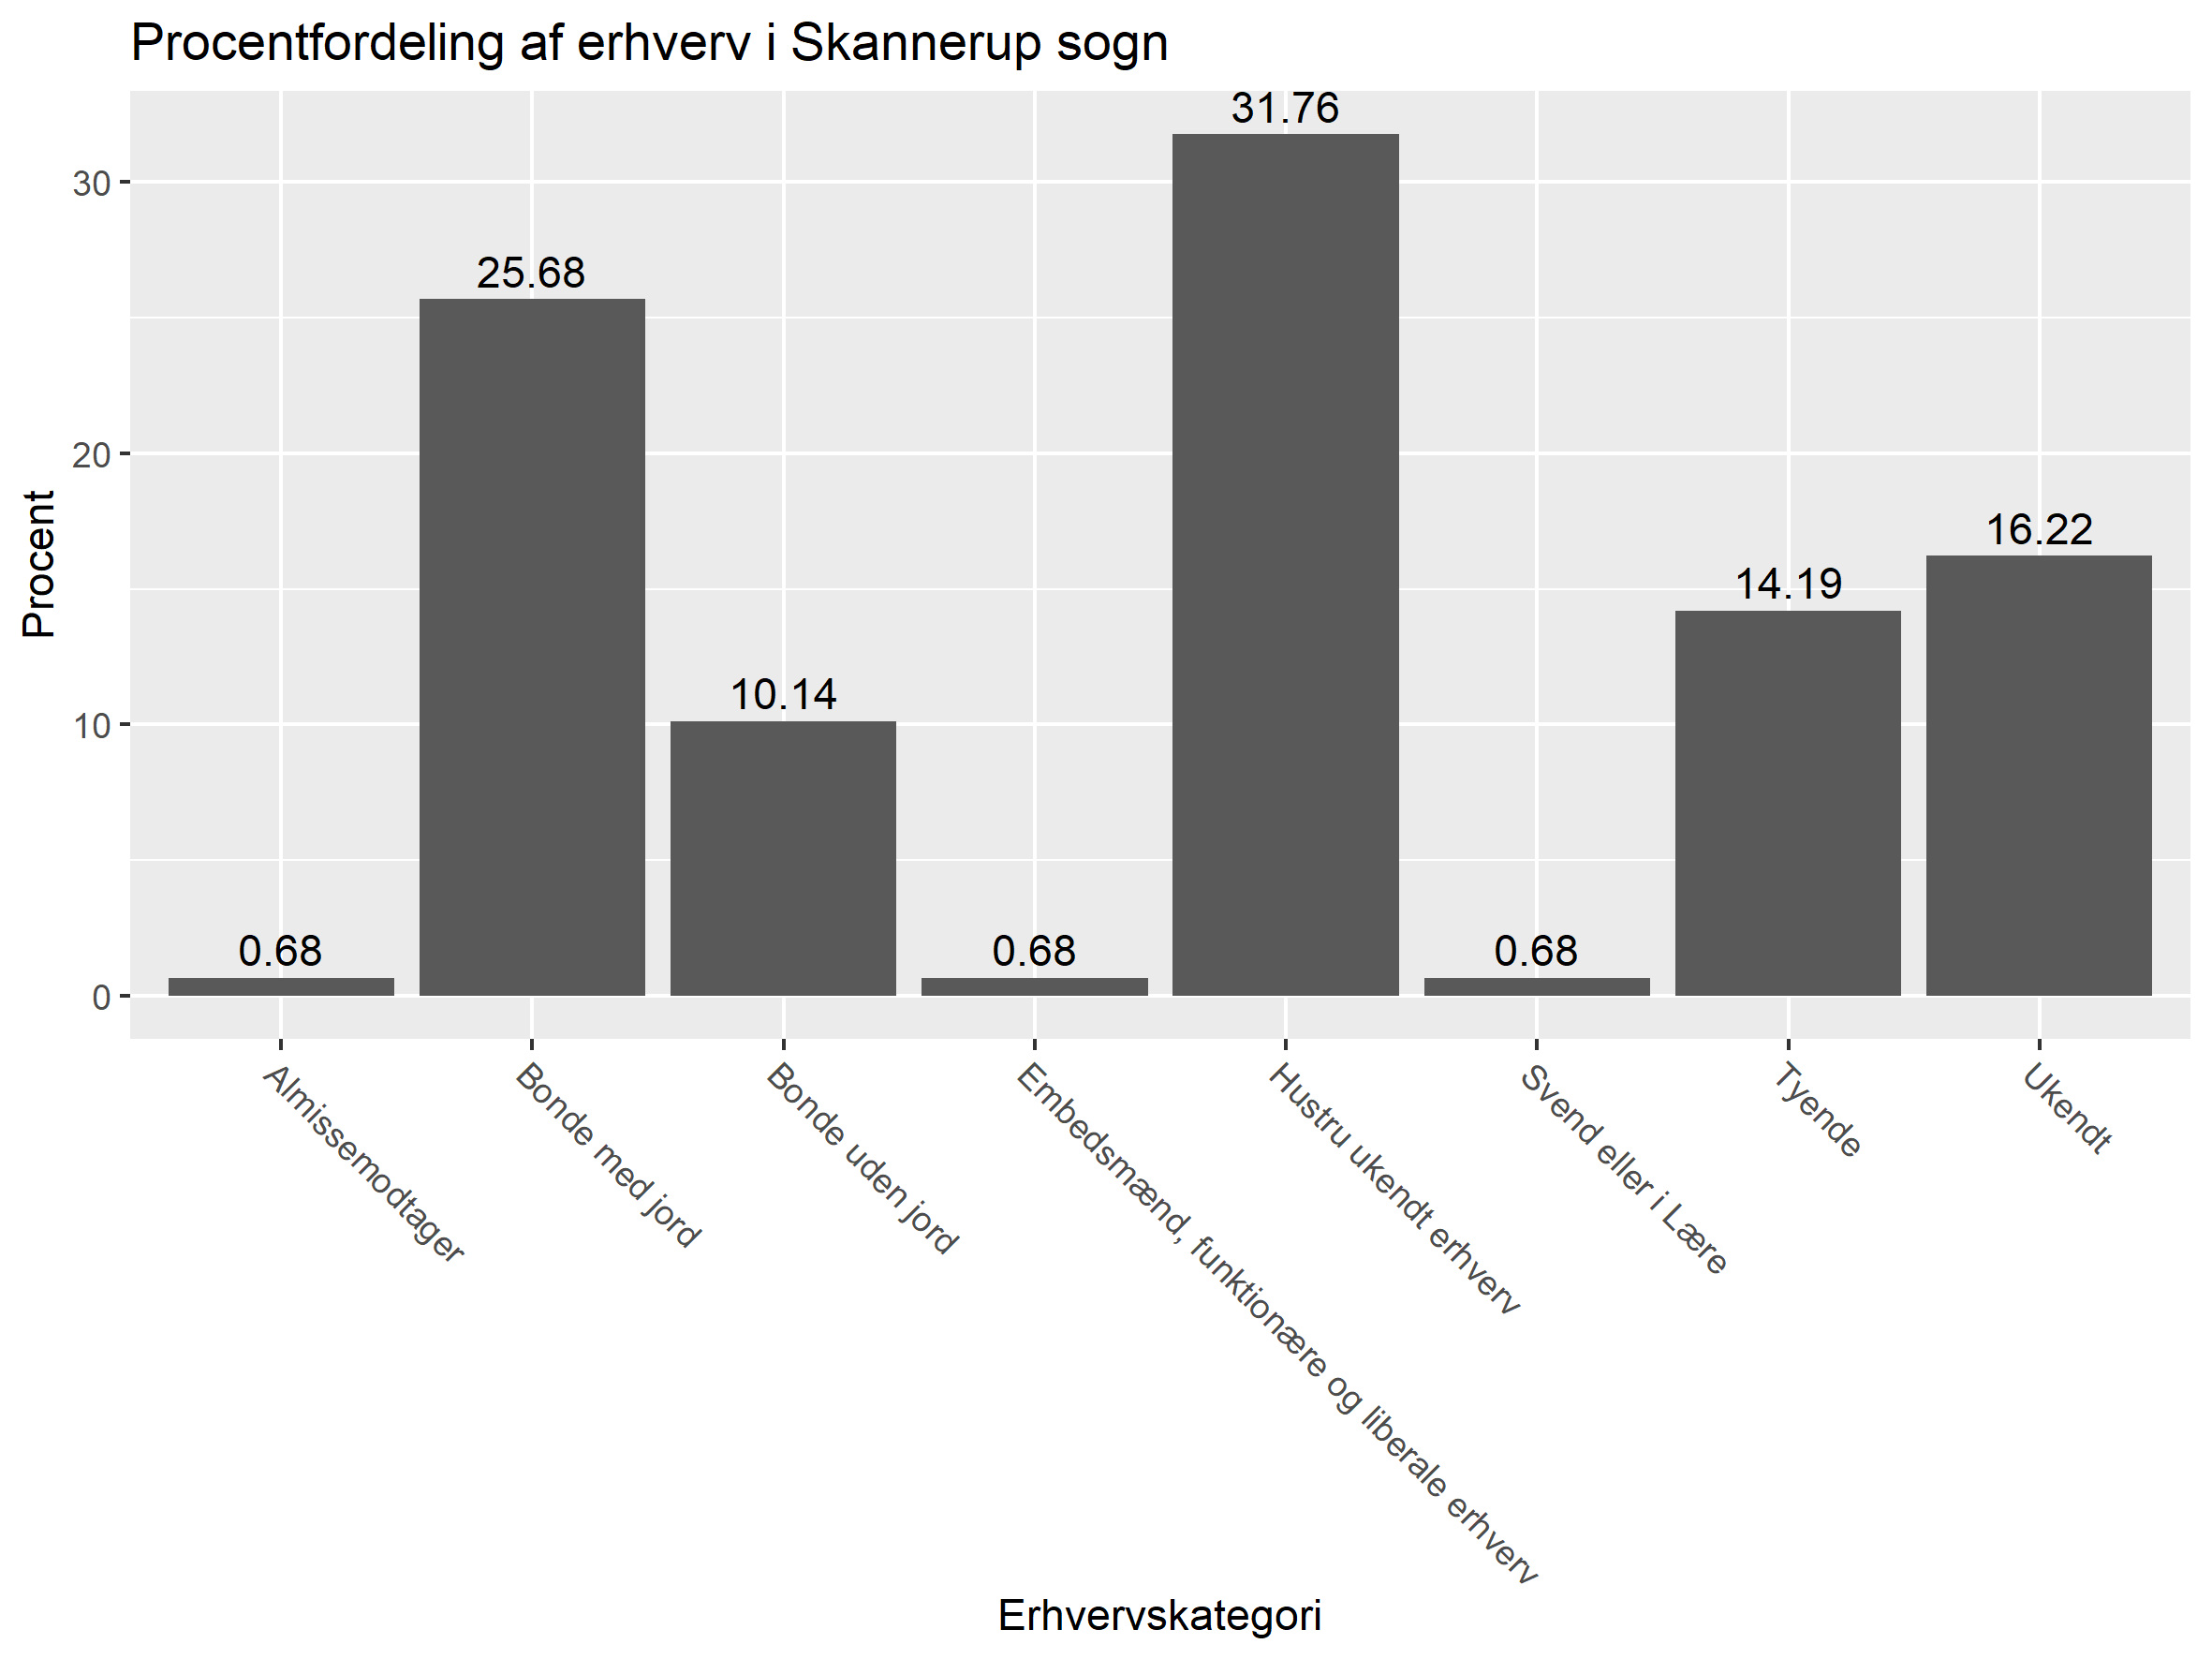 Procentfordeling af erhverv i Skannerup sogn
Procent
30
20
10
0
0.68
25.68
10.14
0.68
31.76
0.68
14.19
16.22
Almissemodtager
Bonde med jord
Bonde uden jord
Embedsmænd, funktionære og liberale erhverv
Hustru ukendt erhverv
Svend eller i Lære
Tyende
Ukendt
Erhvervskategori